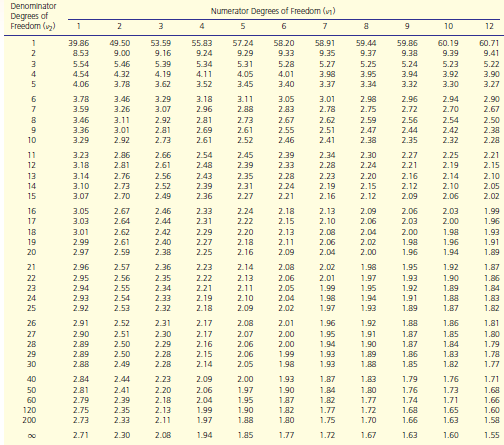 Denominator
Degrees of
Freedom (ν2)
Numerator Degrees of Freedom (ν1)
1 2 3 4 5 6 7 8 9 10 12
1 39.86 49.50 53.59 55.83 57.24 58.20 58.91 59.44 59.86 60.19 60.71
2 8.53 9.00 9.16 9.24 9.29 9.33 9.35 9.37 9.38 9.39 9.41
3 5.54 5.46 5.39 5.34 5.31 5.28 5.27 5.25 5.24 5.23 5.22
4 4.54 4.32 4.19 4.11 4.05 4.01 3.98 3.95 3.94 3.92 3.90
5 4.06 3.78 3.62 3.52 3.45 3.40 3.37 3.34 3.32 3.30 3.27
6 3.78 3.46 3.29 3.18 3.11 3.05 3.01 2.98 2.96 2.94 2.90
7 3.59 3.26 3.07 2.96 2.88 2.83 2.78 2.75 2.72 2.70 2.67
8 3.46 3.11 2.92 2.81 2.73 2.67 2.62 2.59 2.56 2.54 2.50
9 3.36 3.01 2.81 2.69 2.61 2.55 2.51 2.47 2.44 2.42 2.38
10 3.29 2.92 2.73 2.61 2.52 2.46 2.41 2.38 2.35 2.32 2.28
11 3.23 2.86 2.66 2.54 2.45 2.39 2.34 2.30 2.27 2.25 2.21
12 3.18 2.81 2.61 2.48 2.39 2.33 2.28 2.24 2.21 2.19 2.15
13 3.14 2.76 2.56 2.43 2.35 2.28 2.23 2.20 2.16 2.14 2.10
14 3.10 2.73 2.52 2.39 2.31 2.24 2.19 2.15 2.12 2.10 2.05
15 3.07 2.70 2.49 2.36 2.27 2.21 2.16 2.12 2.09 2.06 2.02
16 3.05 2.67 2.46 2.33 2.24 2.18 2.13 2.09 2.06 2.03 1.99
17 3.03 2.64 2.44 2.31 2.22 2.15 2.10 2.06 2.03 2.00 1.96
18 3.01 2.62 2.42 2.29 2.20 2.13 2.08 2.04 2.00 1.98 1.93
19 2.99 2.61 2.40 2.27 2.18 2.11 2.06 2.02 1.98 1.96 1.91
20 2.97 2.59 2.38 2.25 2.16 2.09 2.04 2.00 1.96 1.94 1.89
21 2.96 2.57 2.36 2.23 2.14 2.08 2.02 1.98 1.95 1.92 1.87
22 2.95 2.56 2.35 2.22 2.13 2.06 2.01 1.97 1.93 1.90 1.86
23 2.94 2.55 2.34 2.21 2.11 2.05 1.99 1.95 1.92 1.89 1.84
24 2.93 2.54 2.33 2.19 2.10 2.04 1.98 1.94 1.91 1.88 1.83
25 2.92 2.53 2.32 2.18 2.09 2.02 1.97 1.93 1.89 1.87 1.82
26 2.91 2.52 2.31 2.17 2.08 2.01 1.96 1.92 1.88 1.86 1.81
27 2.90 2.51 2.30 2.17 2.07 2.00 1.95 1.91 1.87 1.85 1.80
28 2.89 2.50 2.29 2.16 2.06 2.00 1.94 1.90 1.87 1.84 1.79
29 2.89 2.50 2.28 2.15 2.06 1.99 1.93 1.89 1.86 1.83 1.78
30 2.88 2.49 2.28 2.14 2.05 1.98 1.93 1.88 1.85 1.82 1.77
40 2.84 2.44 2.23 2.09 2.00 1.93 1.87 1.83 1.79 1.76 1.71
50 2.81 2.41 2.20 2.06 1.97 1.90 1.84 1.80 1.76 1.73 1.68
60 2.79 2.39 2.18 2.04 1.95 1.87 1.82 1.77 1.74 1.71 1.66
120 2.75 2.35 2.13 1.99 1.90 1.82 1.77 1.72 1.68 1.65 1.60
200 2.73 2.33 2.11 1.97 1.88 1.80 1.75 1.70 1.66 1.63 1.58
∞ 2.71 2.30 2.08 1.94 1.85 1.77 1.72 1.67 1.63 1.60 1.55